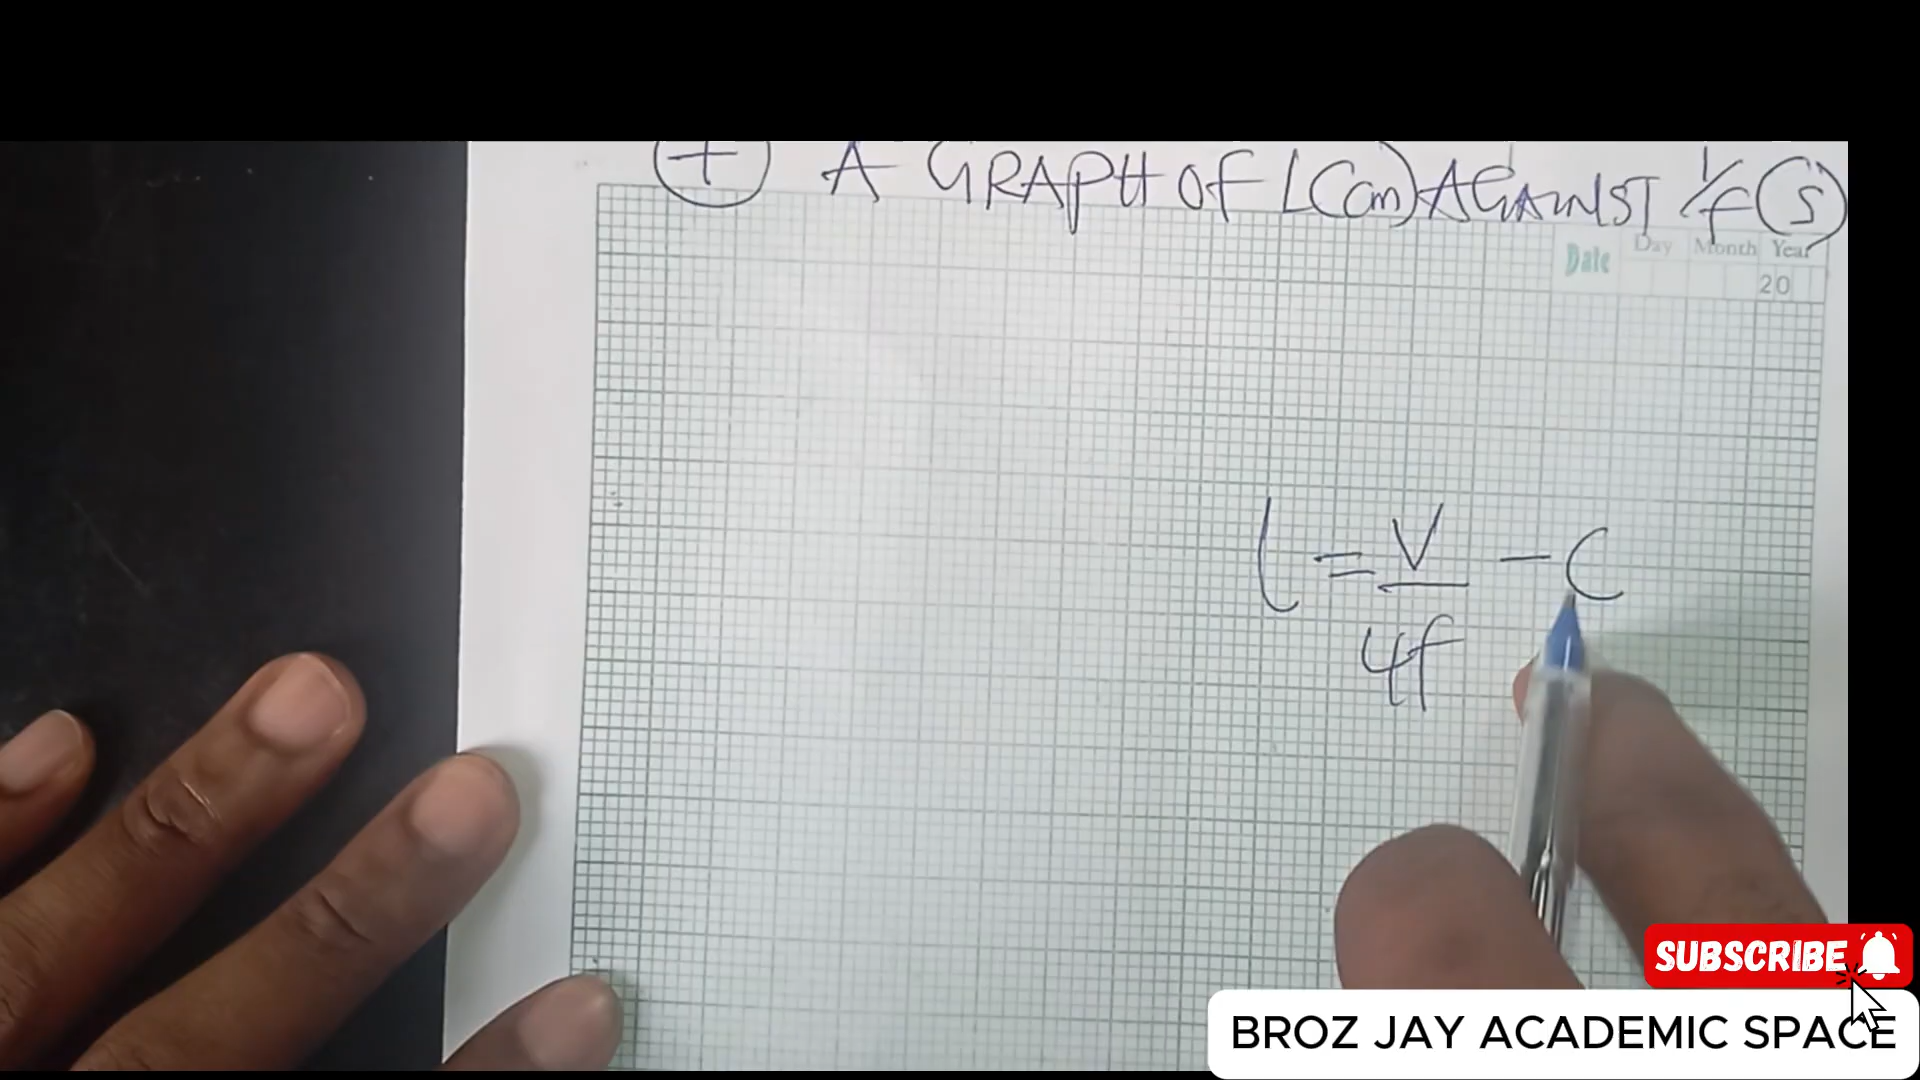 + A GRAPH OF L(cm) AGAINST 1/f (s)
Date Day Month Year
20
l = V - C
4f
SUBSCRIBE
BROZ JAY ACADEMIC SPACE